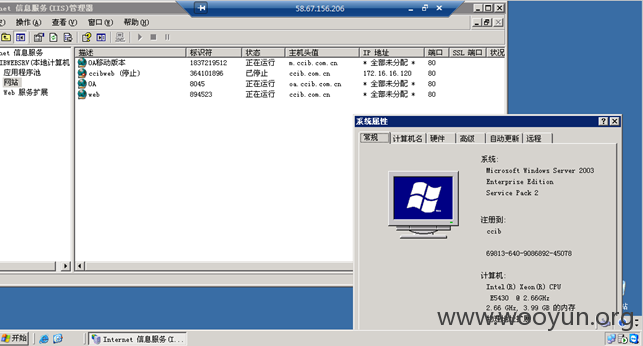 58.67.156.206
net 信息服务(IIS)管理器
操作(A) 查看(V) 窗口(W) 帮助(H)
net 信息服务
IBWEBSRV(本地计算机
应用程序池
网站
Web 服务扩展
描述 标识符 状态 主机头值 IP 地址 端口 SSL 端口 状况
OA移动版本 1837219512 正在运行 m.ccib.com.cn * 全部未分配 * 80
ccibweb (停止) 364101896 已停止 ccib.com.cn 172.16.16.120 80
OA 8045 正在运行 oa.ccib.com.cn * 全部未分配 * 80
web 894523 正在运行 ccib.com.cn * 全部未分配 * 80
系统属性
常规 计算机名 硬件 高级 自动更新 远程
系统:
Microsoft Windows Server 2003
Enterprise Edition
Service Pack 2
注册到:
ccib
69813-640-9086892-45078
计算机:
Intel(R) Xeon(R) CPU
E5430 @ 2.66GHz
2.66 GHz, 3.99 GB 的内存
www.wooyun.org
开始
Internet 信息服务(I...